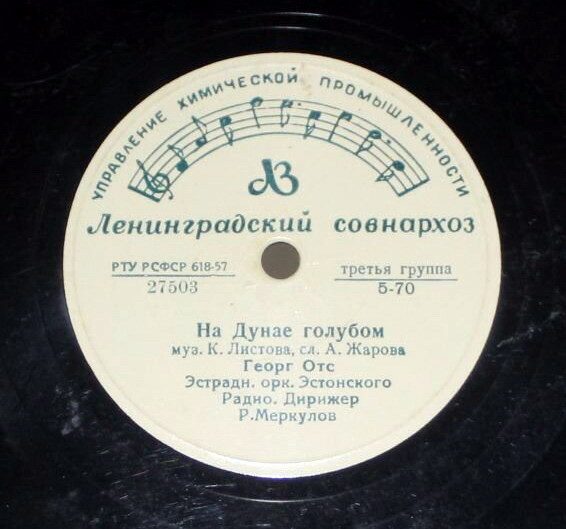 УПРАВЛЕНИЕ ХИМИЧЕСКОЙ ПРОМЫШЛЕННОСТИ
ЛЗ
Ленинградский совнархоз
РТУ РСФСР 618-57
27503
третья группа
5-70
На Дунае голубом
муз. К. Листова, сл. А. Жарова
Георг Отс
Эстрадн. орк. Эстонского
Радио. Дирижер
Р.Меркулов